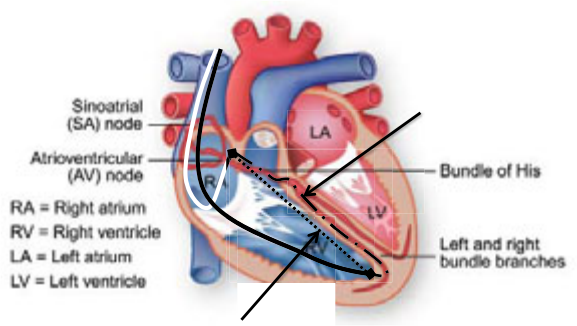 Sinoatrial
(SA) node
Atrioventricular
(AV) node
RA = Right atrium
RV = Right ventricle
LA = Left atrium
LV = Left ventricle
LA
RA
LV
Bundle of His
Left and right
bundle branches